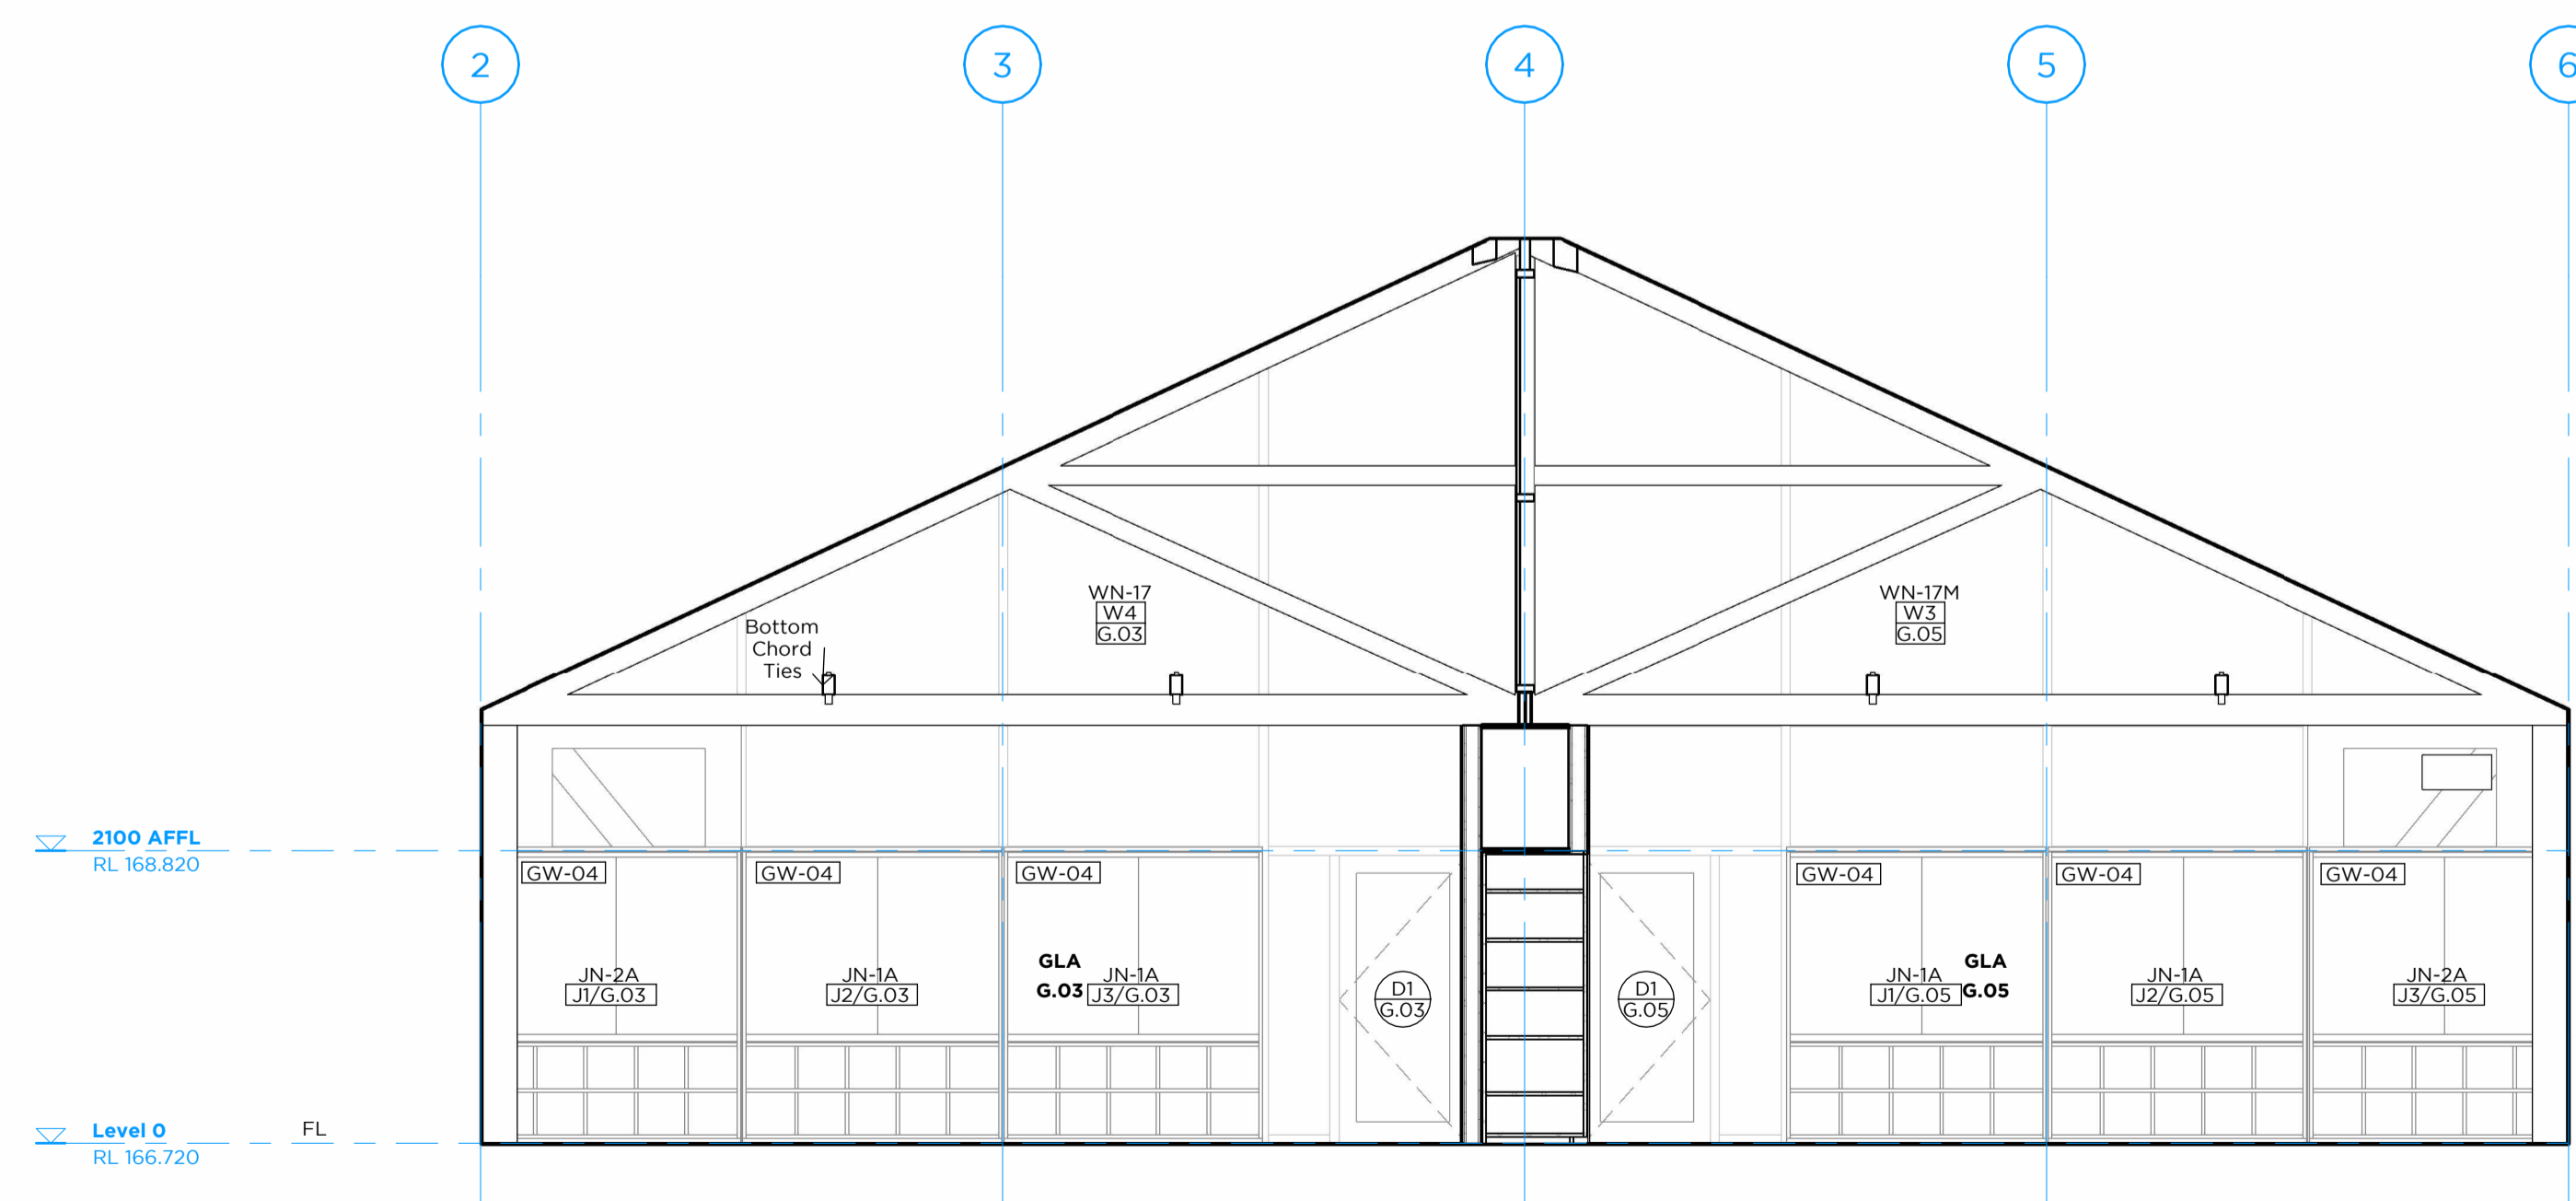 2
3
4
5
6
WN-17
W4
G.03
WN-17M
W3
G.05
Bottom
Chord
Ties
2100 AFFL
RL 168.820
GW-04
GW-04
GW-04
GW-04
GW-04
GW-04
JN-2A
J1/G.03
JN-1A
J2/G.03
GLA
G.03
JN-1A
J3/G.03
D1
G.03
D1
G.05
JN-1A
J1/G.05
GLA
G.05
JN-1A
J2/G.05
JN-2A
J3/G.05
Level 0
RL 166.720
FL